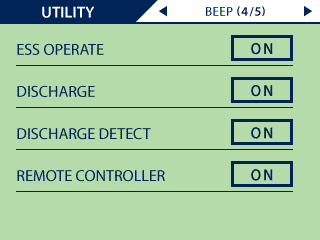 UTILITY BEEP (4/5)
ESS OPERATE ON
DISCHARGE ON
DISCHARGE DETECT ON
REMOTE CONTROLLER ON